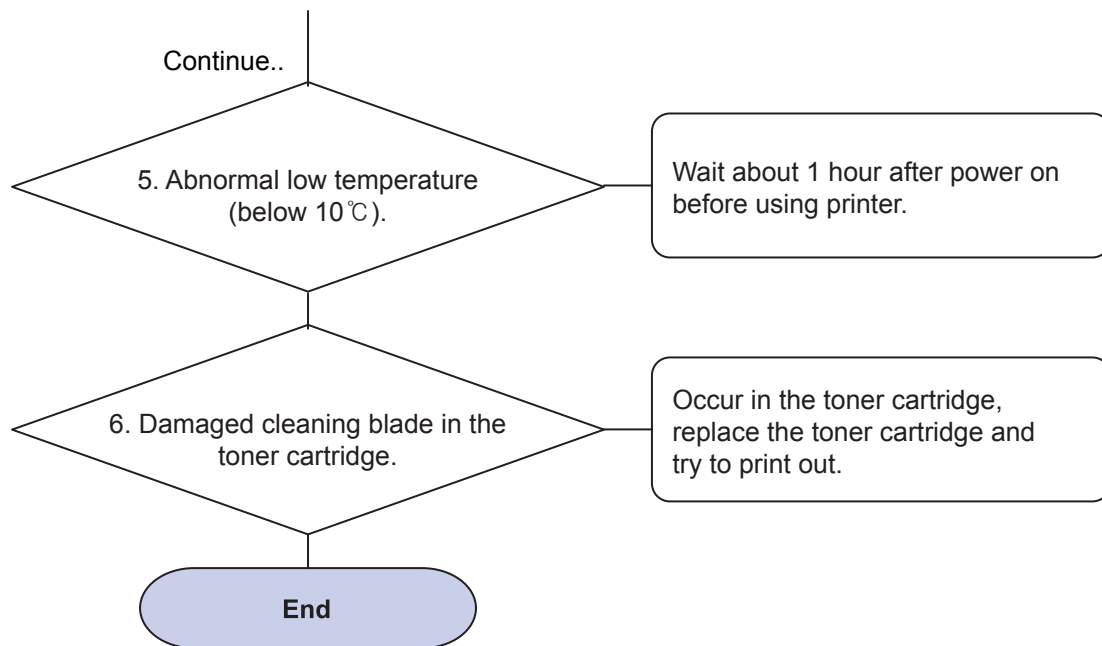 Continue..
5. Abnormal low temperature
(below 10℃).
Wait about 1 hour after power on
before using printer.
6. Damaged cleaning blade in the
toner cartridge.
Occur in the toner cartridge,
replace the toner cartridge and
try to print out.
End